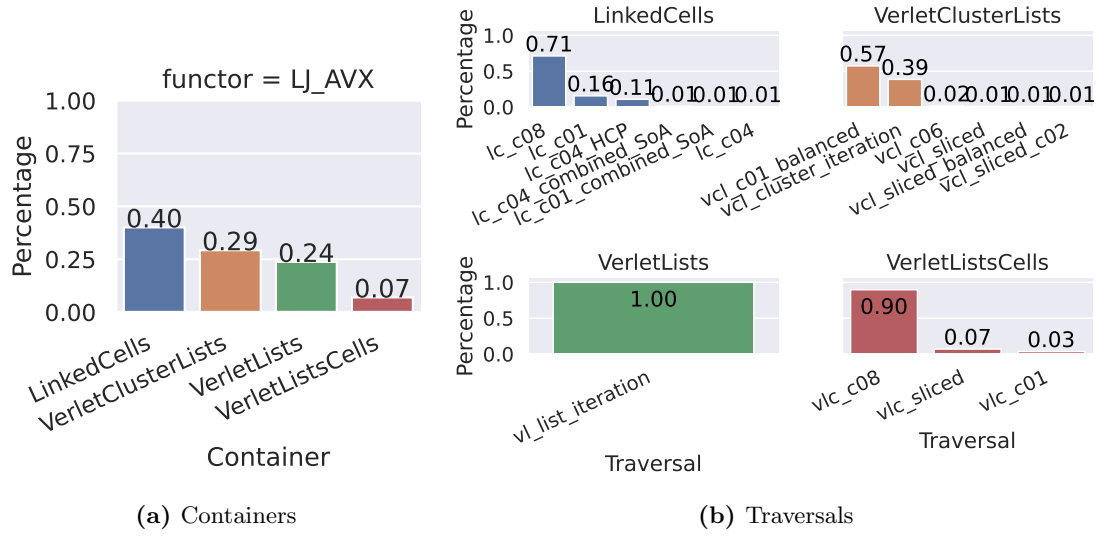 functor = LJ_AVX
Percentage
1.00
0.75
0.50
0.25
0.00
0.40
0.29
0.24
0.07
LinkedCells
VerletClusterLists
VerletLists
VerletListsCells
Container
(a) Containers
LinkedCells
Percentage
1.0
0.5
0.0
0.71
0.16
0.11
0.01
0.01
0.01
lc_c08
lc_c01
lc_c04_HCP
lc_c04_combined_SoA
lc_c01_combined_SoA
lc_c04
VerletClusterLists
0.57
0.39
0.02
0.01
0.01
0.01
vcl_c01_balanced
vcl_cluster_iteration
vcl_c06
vcl_sliced
vcl_sliced_balanced
vcl_sliced_c02
VerletLists
Percentage
1.0
0.5
0.0
1.00
vl_list_iteration
Traversal
VerletListsCells
0.90
0.07
0.03
vlc_c08
vlc_sliced
vlc_c01
Traversal
(b) Traversals